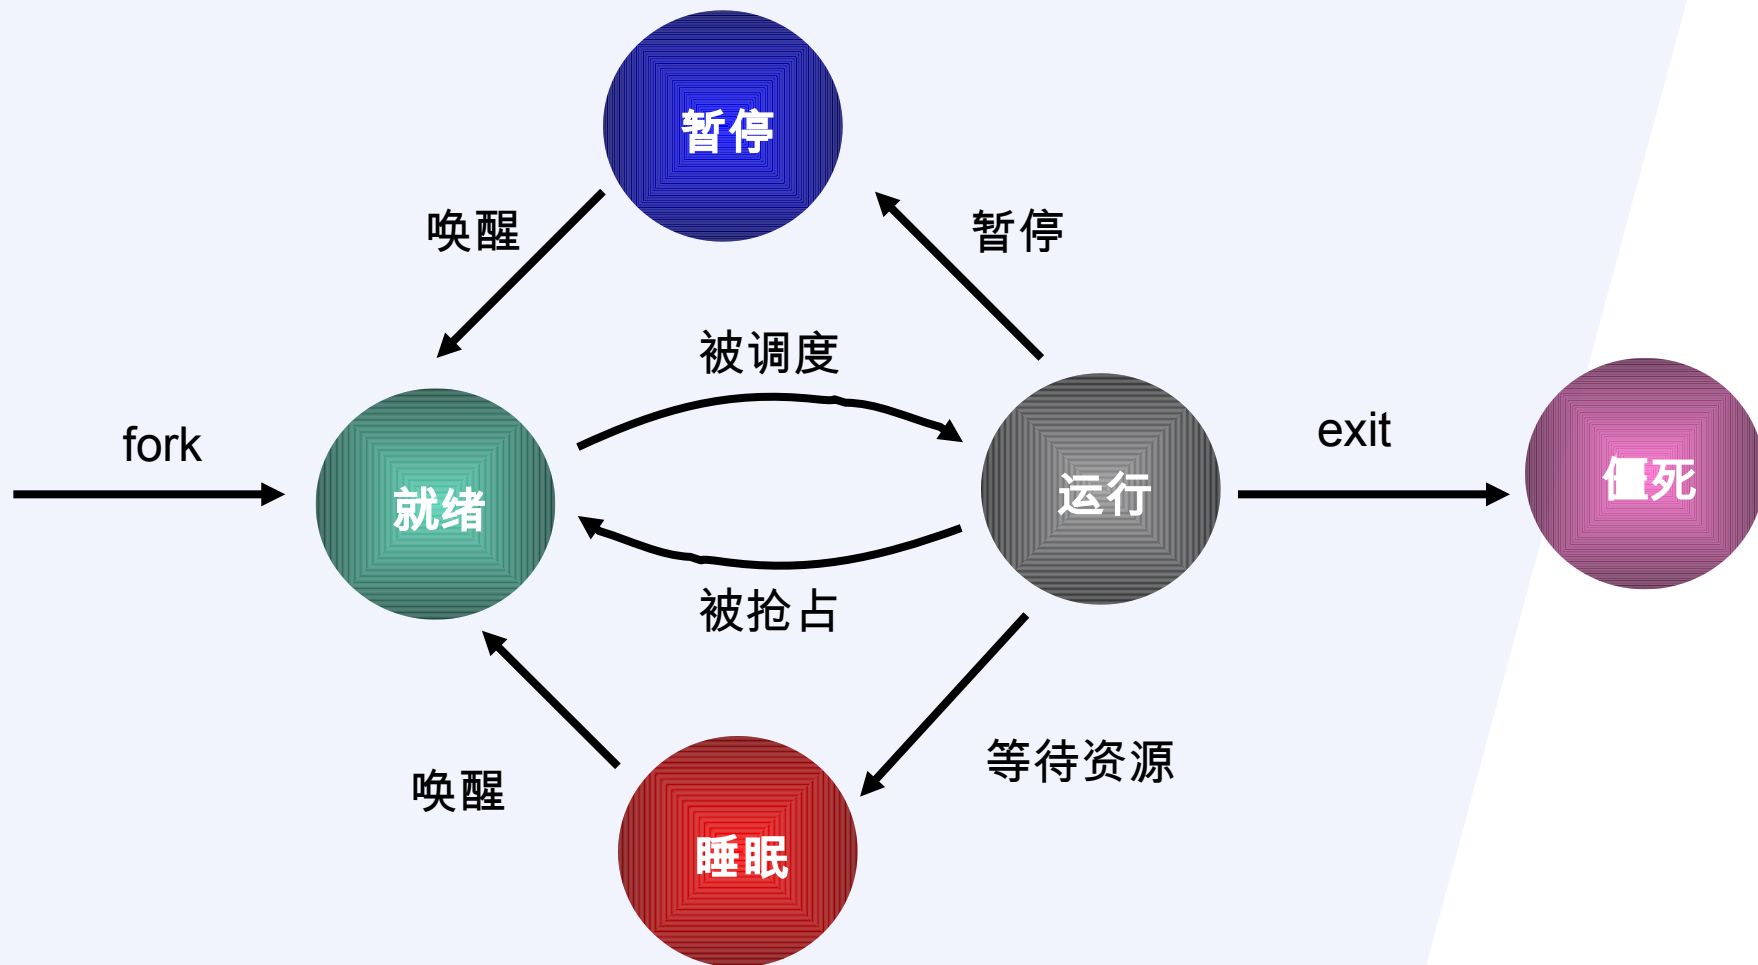 暂停
唤醒
暂停
被调度
fork
exit
就绪
运行
僵死
被抢占
等待资源
唤醒
睡眠